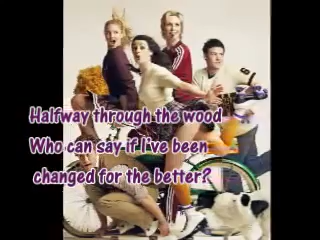 Halfway through the wood
Who can say if I've been
changed for the better?